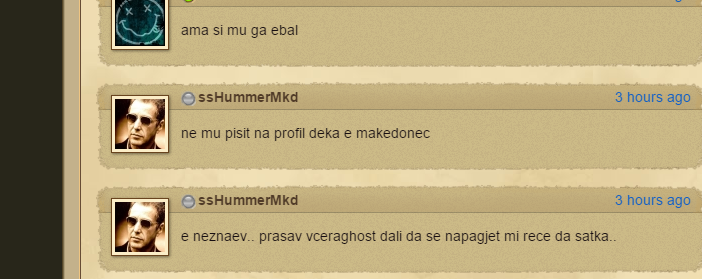 ama si mu ga ebal
ssHummerMkd 3 hours ago
ne mu pisit na profil deka e makedonec
ssHummerMkd 3 hours ago
e neznaev.. prasav vceraghost dali da se napagjet mi rece da satka..